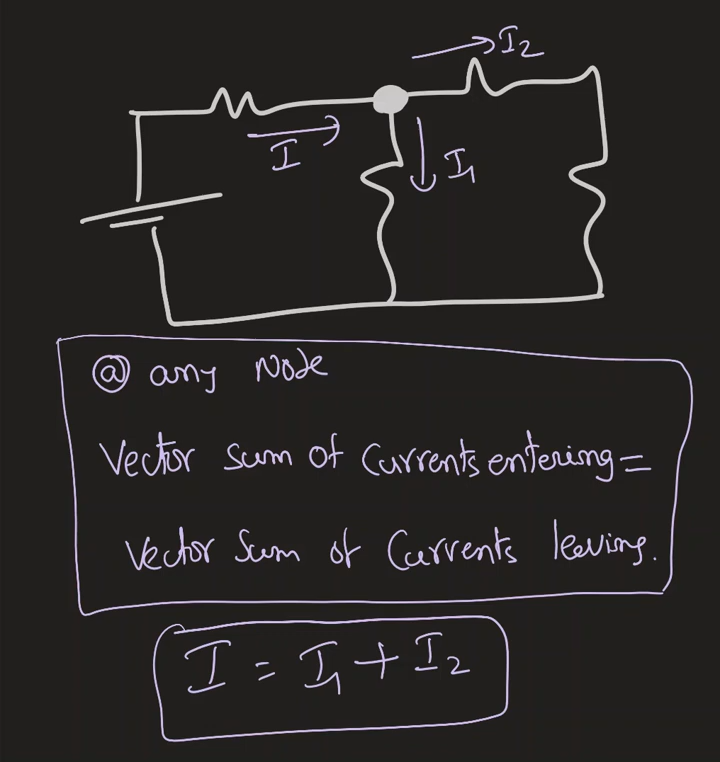 I₂
I
I₁
@ any Node
Vector sum of Currents entering =
Vector Sum of Currents leaving.
I = I₁ + I₂